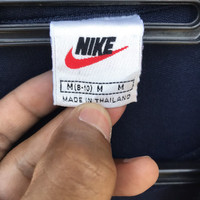 NIKE
M (8-10) M M
MADE IN THAILAND